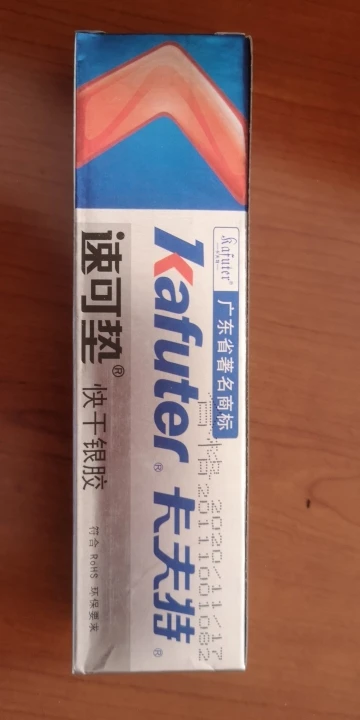 Kafuter®
广东省著名商标
2020/11/17
20111001082
Kafuter® 卡夫特®
速可垫® 快干银胶
符合 RoHS 环保要求